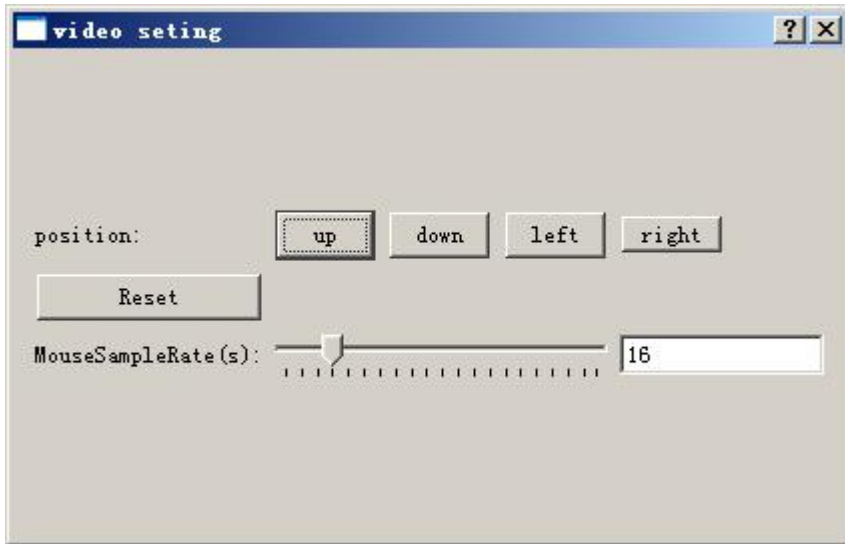 video seting
position: up down left right
Reset
MouseSampleRate(s): 16